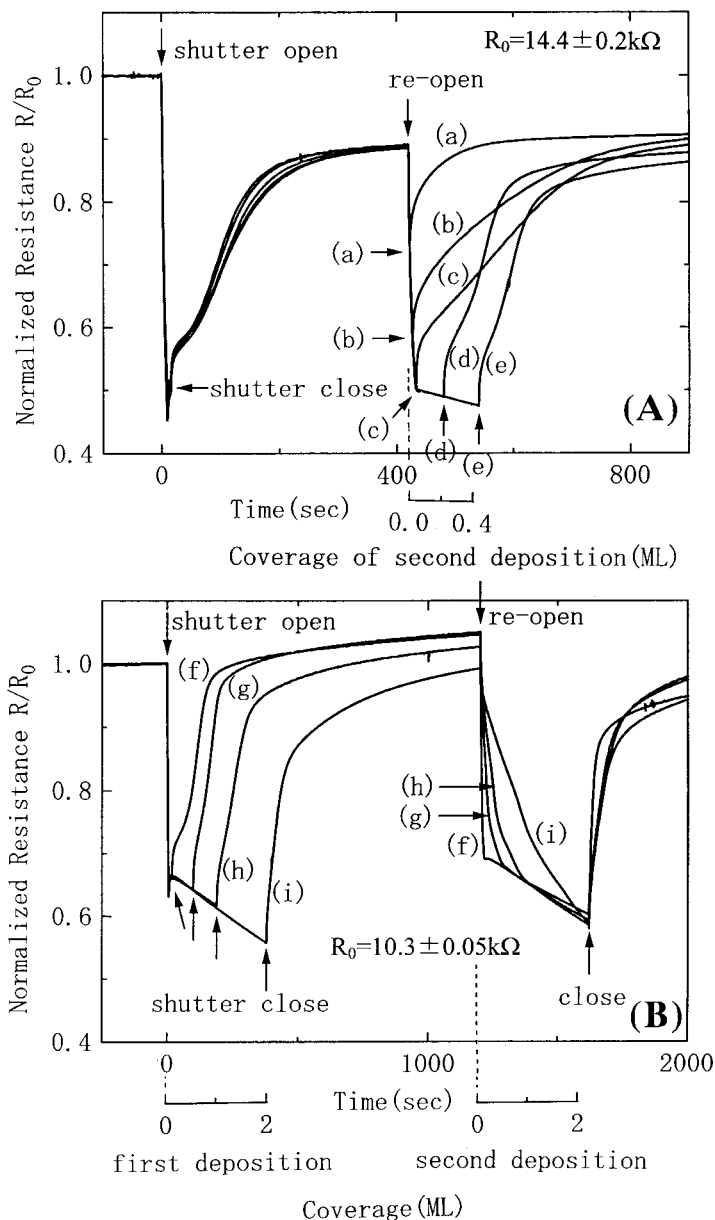 R₀=14.4±0.2kΩ
shutter open
re-open
1.0
0.8
0.6
0.4
Normalized Resistance R/R₀
(a)
(b)
(c)
(a)
(b)
(c)
(d)
(e)
(d)
(e)
shutter close
(A)
0
400
800
Time(sec)
0.0 0.4
Coverage of second deposition(ML)
shutter open
re-open
1.0
0.8
0.6
0.4
Normalized Resistance R/R₀
(f)
(g)
(h)
(i)
(h)
(g)
(f)
(i)
R₀=10.3±0.05kΩ
shutter close
close
(B)
0
1000
2000
Time(sec)
0 2
0 2
first deposition
second deposition
Coverage(ML)